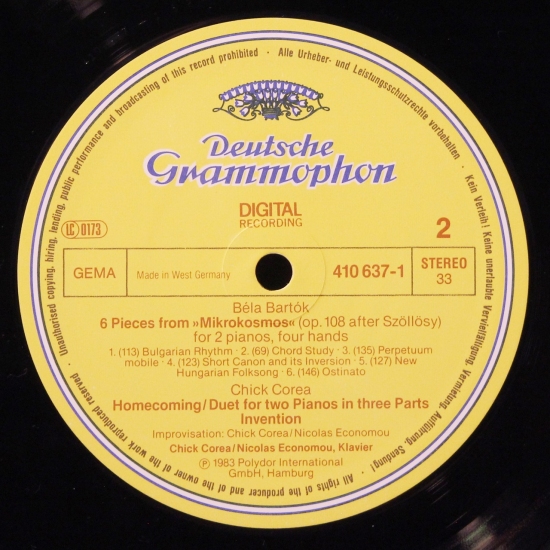 Deutsche
Grammophon
DIGITAL
RECORDING
LC 0173
2
GEMA
Made in West Germany
410 637-1
STEREO
33
Béla Bartók
6 Pieces from »Mikrokosmos« (op. 108 after Szöllösy)
for 2 pianos, four hands
1. (113) Bulgarian Rhythm · 2. (69) Chord Study · 3. (135) Perpetuum
mobile · 4. (123) Short Canon and its Inversion · 5. (127) New
Hungarian Folksong · 6. (146) Ostinato
Chick Corea
Homecoming/Duet for two Pianos in three Parts
Invention
Improvisation: Chick Corea/Nicolas Economou
Chick Corea/Nicolas Economou, Klavier
Ⓟ 1983 Polydor International
GmbH, Hamburg
Alle Urheber- und Leistungsschutzrechte vorbehalten · Kein Verleih! Keine unerlaubte Vervielfältigung, Vermietung, Aufführung, Sendung! · All rights of the producer and of the owner of the work reproduced reserved · Unauthorised copying, hiring, lending, public performance and broadcasting of this record prohibited ·